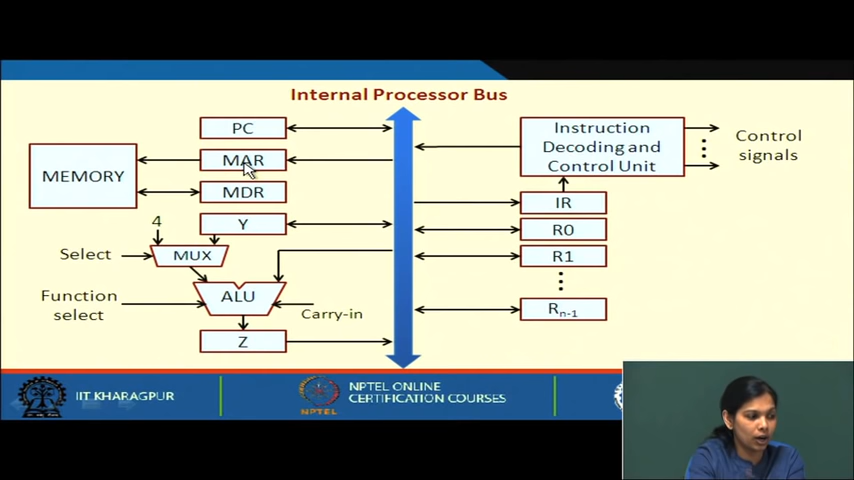 Internal Processor Bus
PC
MAR
MDR
Y
MEMORY
4
MUX
Select
ALU
Function
select
Carry-in
Z
Instruction
Decoding and
Control Unit
Control
signals
IR
R0
R1
Rn-1
IIT KHARAGPUR
NPTEL
NPTEL ONLINE
CERTIFICATION COURSES